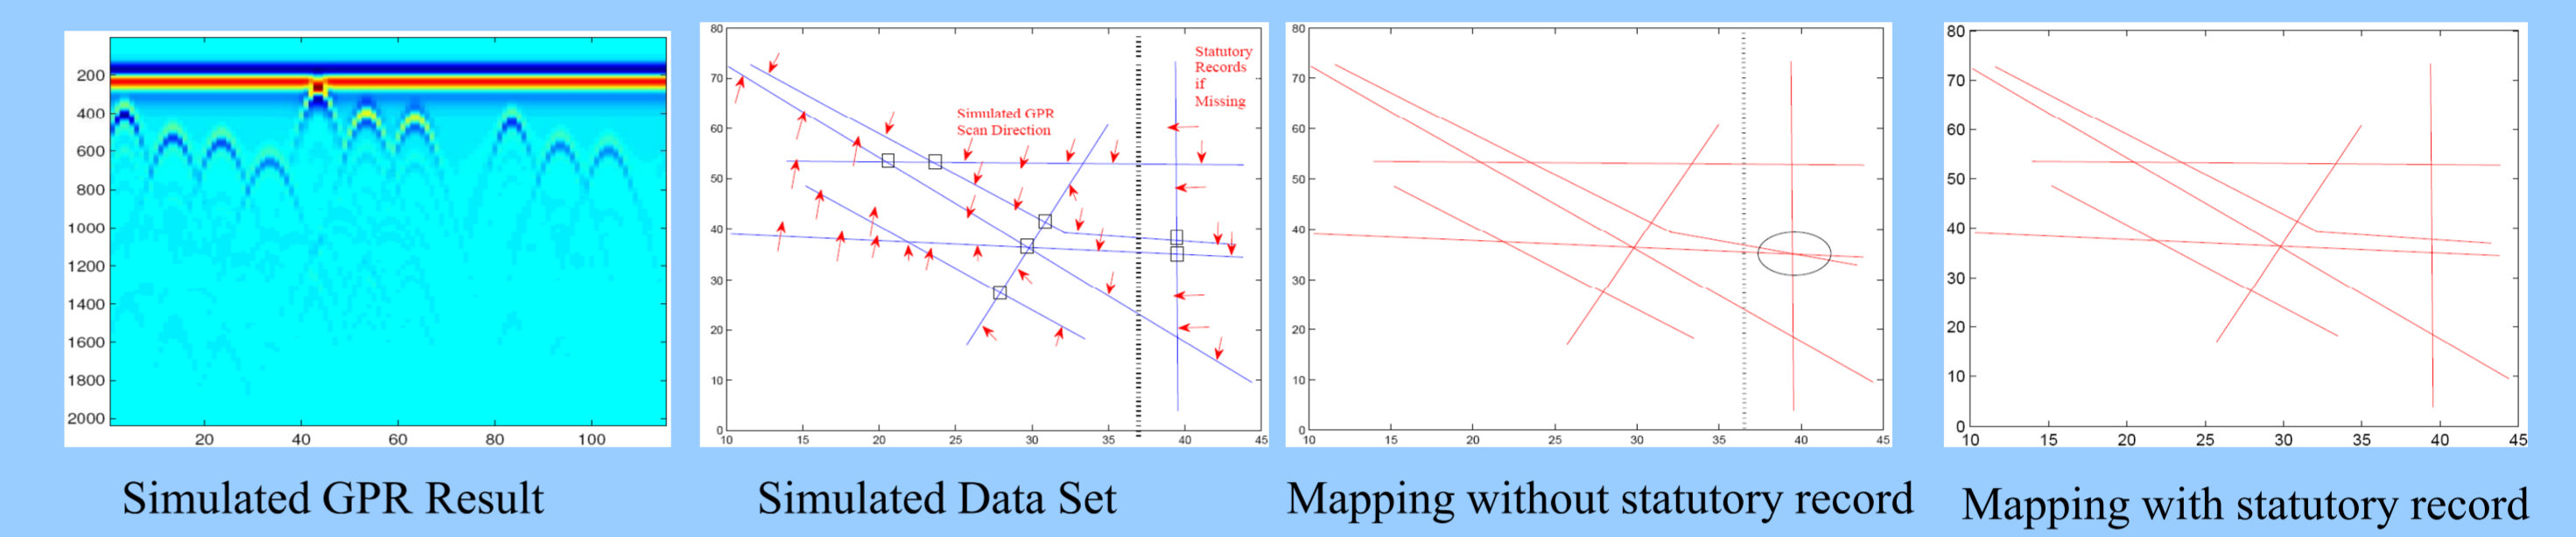 200
400
600
800
1000
1200
1400
1600
1800
2000
20 40 60 80 100
Simulated GPR Result
80
70
60
50
40
30
20
10
0
10 15 20 25 30 35 40 45
Simulated GPR
Scan Direction
Statutory
Records
if
Missing
Simulated Data Set
80
70
60
50
40
30
20
10
0
10 15 20 25 30 35 40 45
Mapping without statutory record
80
70
60
50
40
30
20
10
0
10 15 20 25 30 35 40 45
Mapping with statutory record